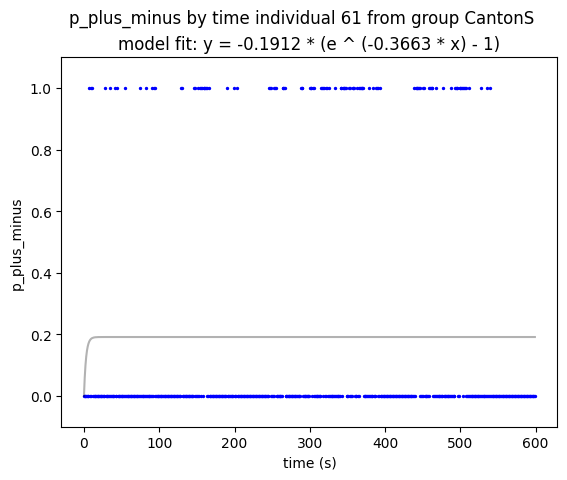 p_plus_minus by time individual 61 from group CantonS
model fit: y = -0.1912 * (e ^ (-0.3663 * x) - 1)
1.0
0.8
0.6
0.4
0.2
0.0
p_plus_minus
0 100 200 300 400 500 600
time (s)